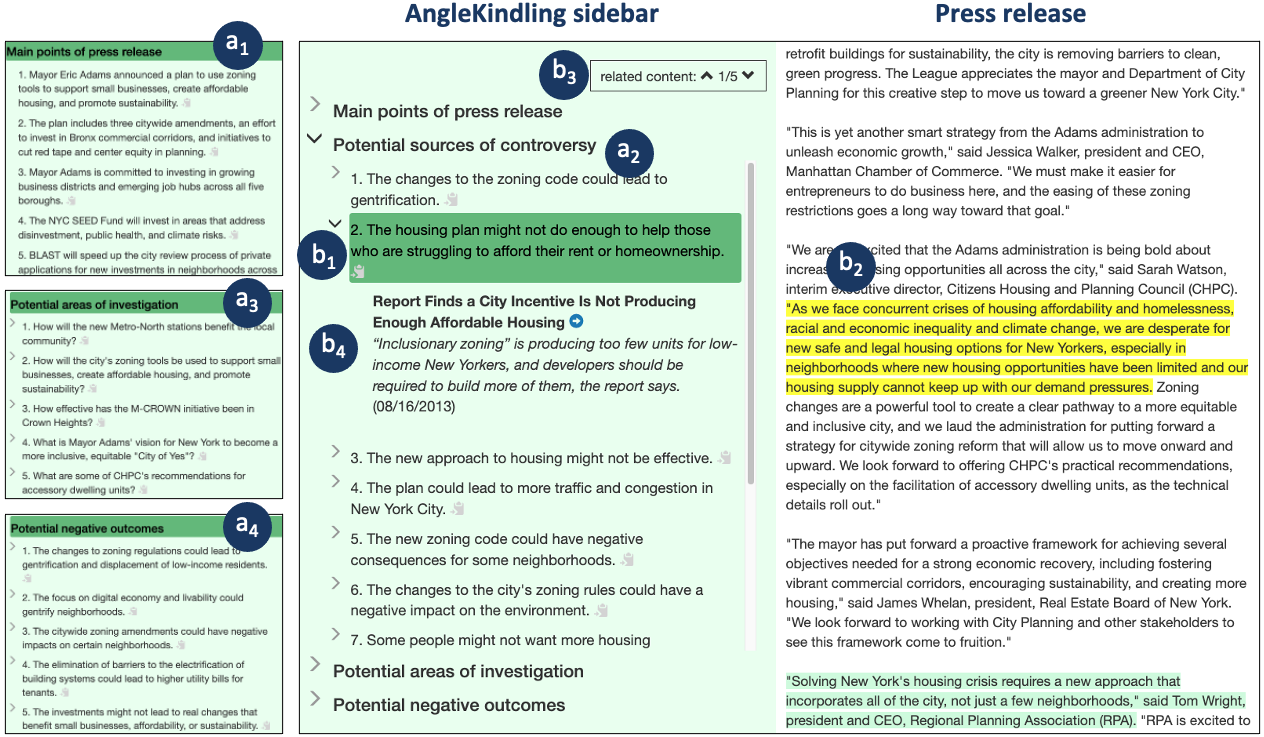 AngleKindling sidebar
Press release
a1
Main points of press release
1. Mayor Eric Adams announced a plan to use zoning
tools to support small businesses, create affordable
housing, and promote sustainability.
2. The plan includes three citywide amendments, an effort
to invest in Bronx commercial corridors, and initiatives to
cut red tape and center equity in planning.
3. Mayor Adams is committed to investing in growing
business districts and emerging job hubs across all five
boroughs.
4. The NYC SEED Fund will invest in areas that address
disinvestment, public health, and climate risks.
5. BLAST will speed up the city review process of private
applications for new investments in neighborhoods across
a3
Potential areas of investigation
1. How will the new Metro-North stations benefit the local
community?
2. How will the city's zoning tools be used to support small
businesses, create affordable housing, and promote
sustainability?
3. How effective has the M-CROWN initiative been in
Crown Heights?
4. What is Mayor Adams' vision for New York to become a
more inclusive, equitable "City of Yes"?
5. What are some of CHPC's recommendations for
accessory dwelling units?
a4
Potential negative outcomes
1. The changes to zoning regulations could lead to
gentrification and displacement of low-income residents.
2. The focus on digital economy and livability could
gentrify neighborhoods.
3. The citywide zoning amendments could have negative
impacts on certain neighborhoods.
4. The elimination of barriers to the electrification of
building systems could lead to higher utility bills for
tenants.
5. The investments might not lead to real changes that
benefit small businesses, affordability, or sustainability.
b3
related content: 1/5
Main points of press release
Potential sources of controversy
a2
1. The changes to the zoning code could lead to
gentrification.
b1
2. The housing plan might not do enough to help those
who are struggling to afford their rent or homeownership.
b4
Report Finds a City Incentive Is Not Producing
Enough Affordable Housing
“Inclusionary zoning” is producing too few units for low-
income New Yorkers, and developers should be
required to build more of them, the report says.
(08/16/2013)
3. The new approach to housing might not be effective.
4. The plan could lead to more traffic and congestion in
New York City.
5. The new zoning code could have negative
consequences for some neighborhoods.
6. The changes to the city's zoning rules could have a
negative impact on the environment.
7. Some people might not want more housing
Potential areas of investigation
Potential negative outcomes
retrofit buildings for sustainability, the city is removing barriers to clean,
green progress. The League appreciates the mayor and Department of City
Planning for this creative step to move us toward a greener New York City."
"This is yet another smart strategy from the Adams administration to
unleash economic growth," said Jessica Walker, president and CEO,
Manhattan Chamber of Commerce. "We must make it easier for
entrepreneurs to do business here, and the easing of these zoning
restrictions goes a long way toward that goal."
b2
"We are excited that the Adams administration is being bold about
housing opportunities all across the city," said Sarah Watson,
interim executive director, Citizens Housing and Planning Council (CHPC).
"As we face concurrent crises of housing affordability and homelessness,
racial and economic inequality and climate change, we are desperate for
new safe and legal housing options for New Yorkers, especially in
neighborhoods where new housing opportunities have been limited and our
housing supply cannot keep up with our demand pressures. Zoning
changes are a powerful tool to create a clear pathway to a more equitable
and inclusive city, and we laud the administration for putting forward a
strategy for citywide zoning reform that will allow us to move onward and
upward. We look forward to offering CHPC's practical recommendations,
especially on the facilitation of accessory dwelling units, as the technical
details roll out."
"The mayor has put forward a proactive framework for achieving several
objectives needed for a strong economic recovery, including fostering
vibrant commercial corridors, encouraging sustainability, and creating more
housing," said James Whelan, president, Real Estate Board of New York.
"We look forward to working with City Planning and other stakeholders to
see this framework come to fruition."
"Solving New York's housing crisis requires a new approach that
incorporates all of the city, not just a few neighborhoods," said Tom Wright,
president and CEO, Regional Planning Association (RPA). "RPA is excited to